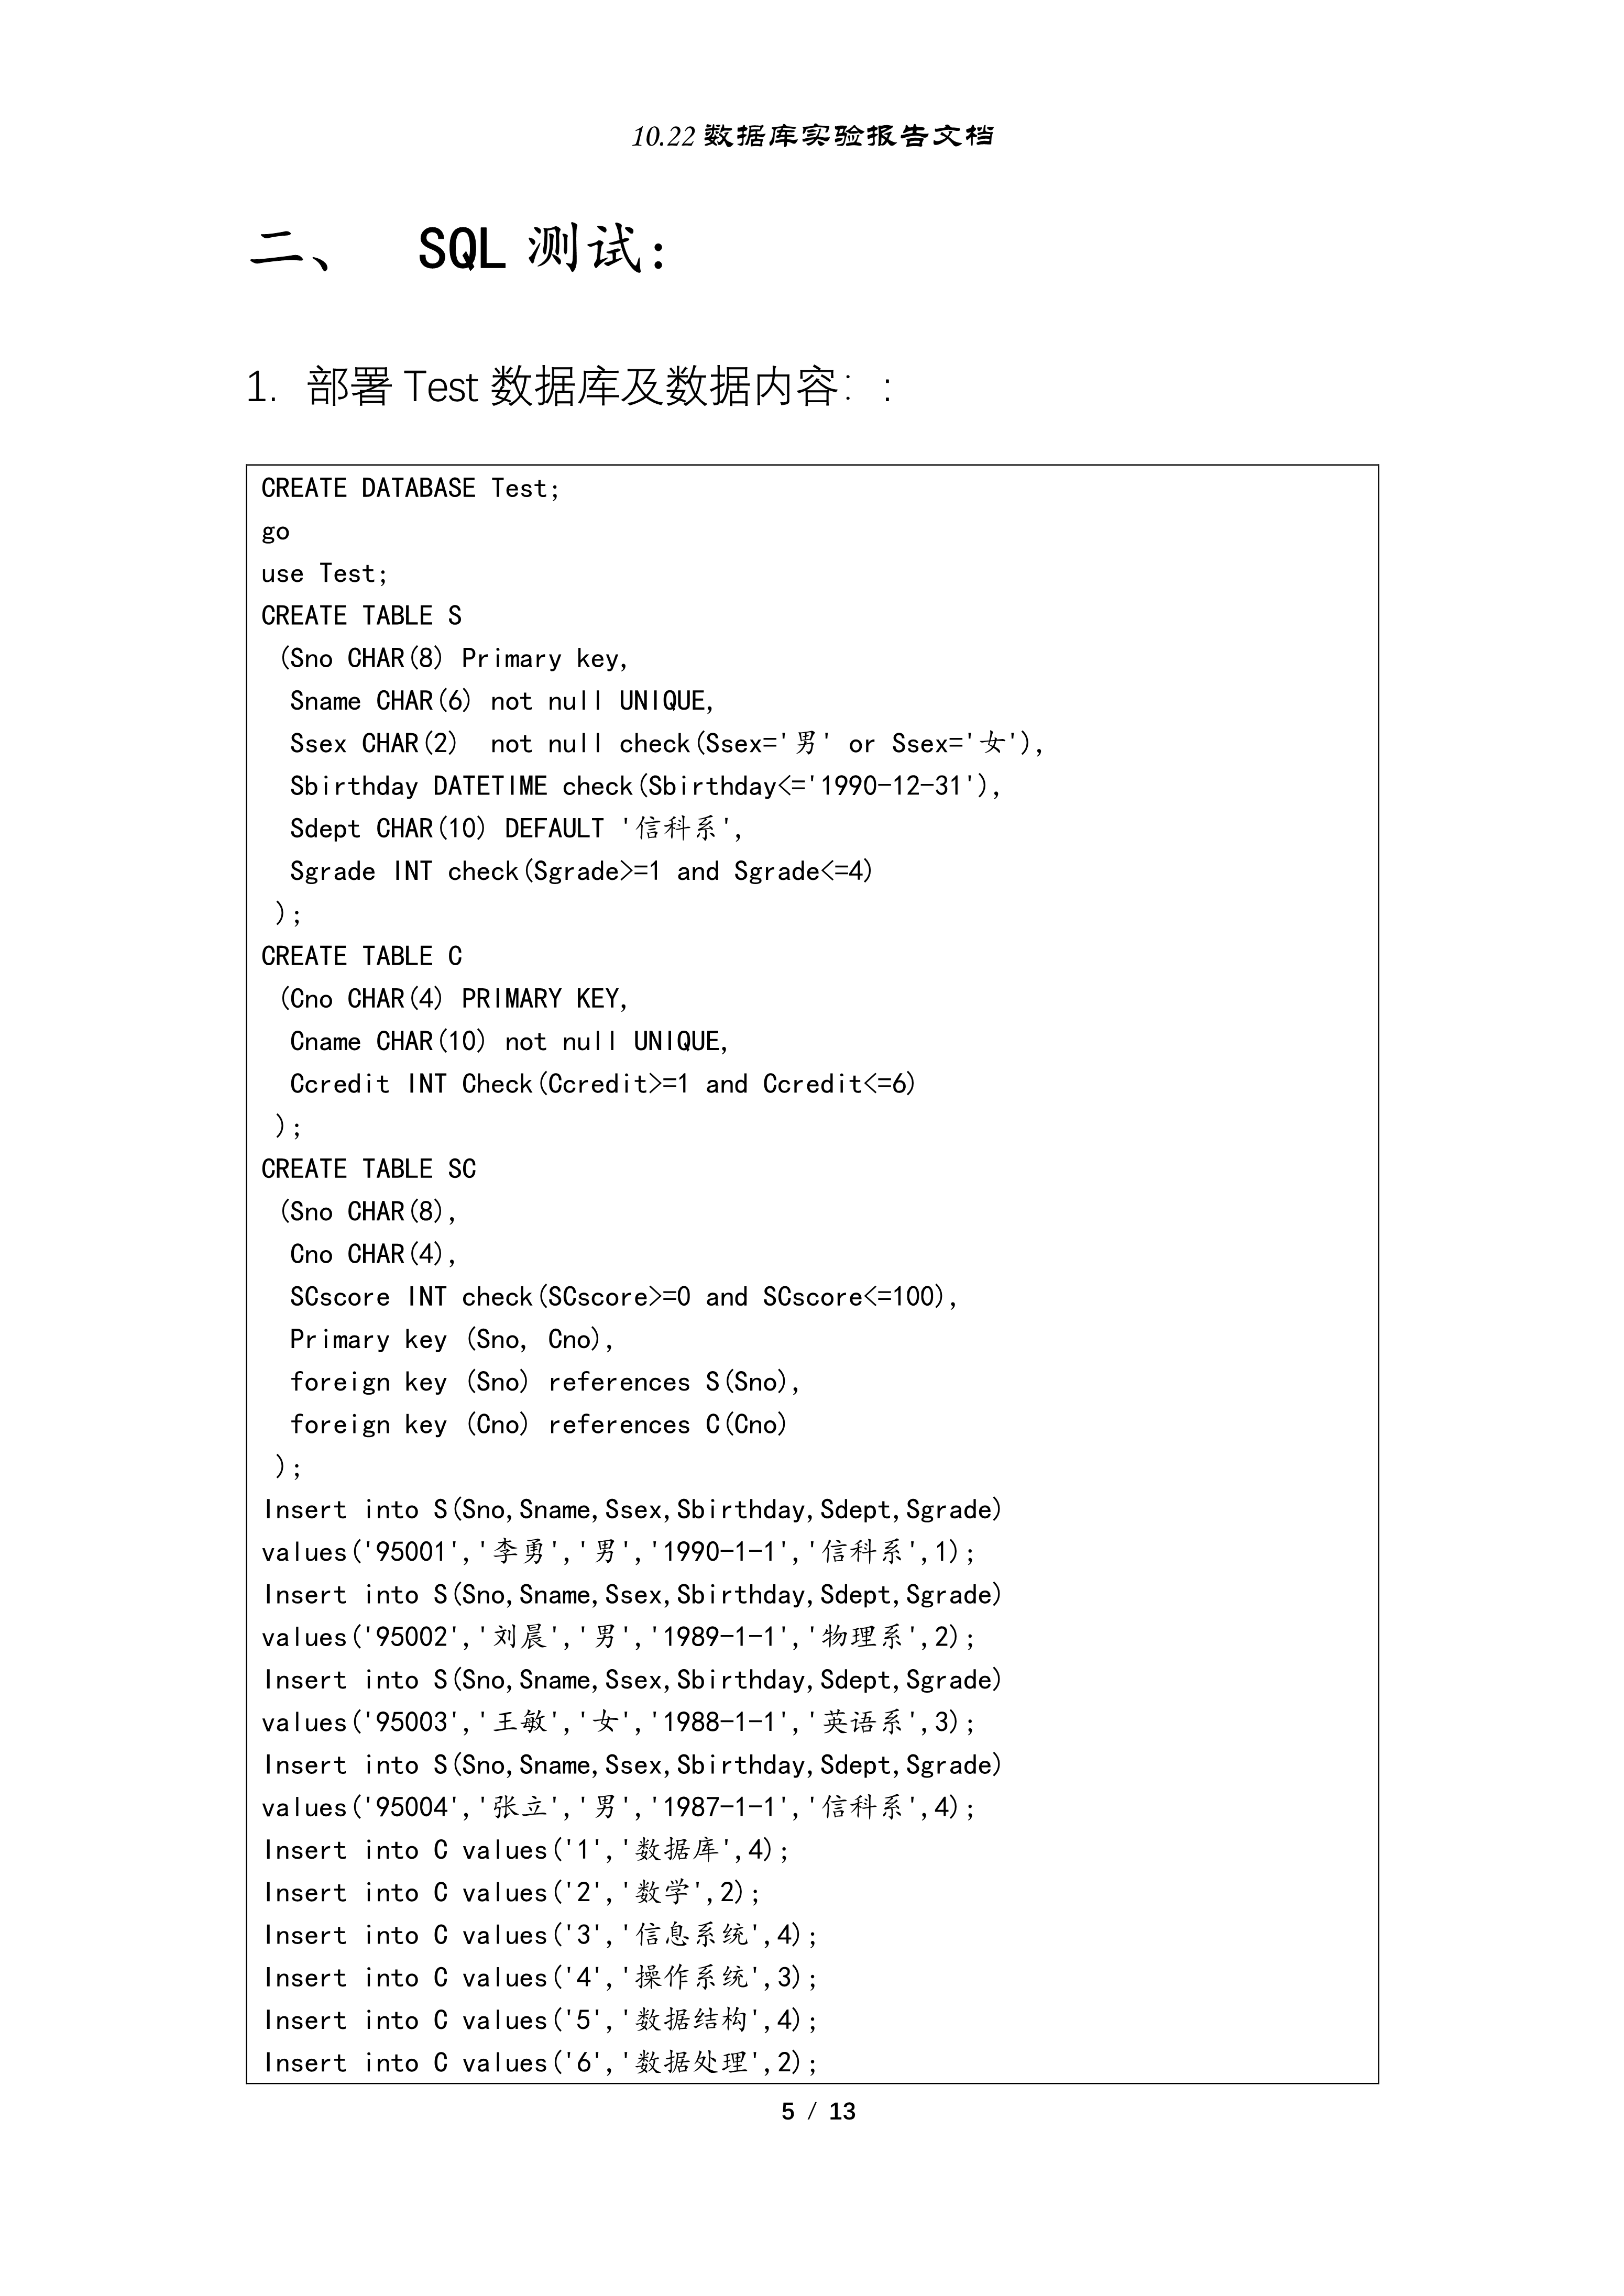 10.22 数据库实验报告文档
二、 SQL 测试：
1. 部署 Test 数据库及数据内容：:
CREATE DATABASE Test;
go
use Test;
CREATE TABLE S
(Sno CHAR(8) Primary key,
Sname CHAR(6) not null UNIQUE,
Ssex CHAR(2)  not null check(Ssex='男' or Ssex='女'),
Sbirthday DATETIME check(Sbirthday<='1990-12-31'),
Sdept CHAR(10) DEFAULT '信科系',
Sgrade INT check(Sgrade>=1 and Sgrade<=4)
);
CREATE TABLE C
(Cno CHAR(4) PRIMARY KEY,
Cname CHAR(10) not null UNIQUE,
Ccredit INT Check(Ccredit>=1 and Ccredit<=6)
);
CREATE TABLE SC
(Sno CHAR(8),
Cno CHAR(4),
SCscore INT check(SCscore>=0 and SCscore<=100),
Primary key (Sno, Cno),
foreign key (Sno) references S(Sno),
foreign key (Cno) references C(Cno)
);
Insert into S(Sno,Sname,Ssex,Sbirthday,Sdept,Sgrade)
values('95001','李勇','男','1990-1-1','信科系',1);
Insert into S(Sno,Sname,Ssex,Sbirthday,Sdept,Sgrade)
values('95002','刘晨','男','1989-1-1','物理系',2);
Insert into S(Sno,Sname,Ssex,Sbirthday,Sdept,Sgrade)
values('95003','王敏','女','1988-1-1','英语系',3);
Insert into S(Sno,Sname,Ssex,Sbirthday,Sdept,Sgrade)
values('95004','张立','男','1987-1-1','信科系',4);
Insert into C values('1','数据库',4);
Insert into C values('2','数学',2);
Insert into C values('3','信息系统',4);
Insert into C values('4','操作系统',3);
Insert into C values('5','数据结构',4);
Insert into C values('6','数据处理',2);
5 / 13